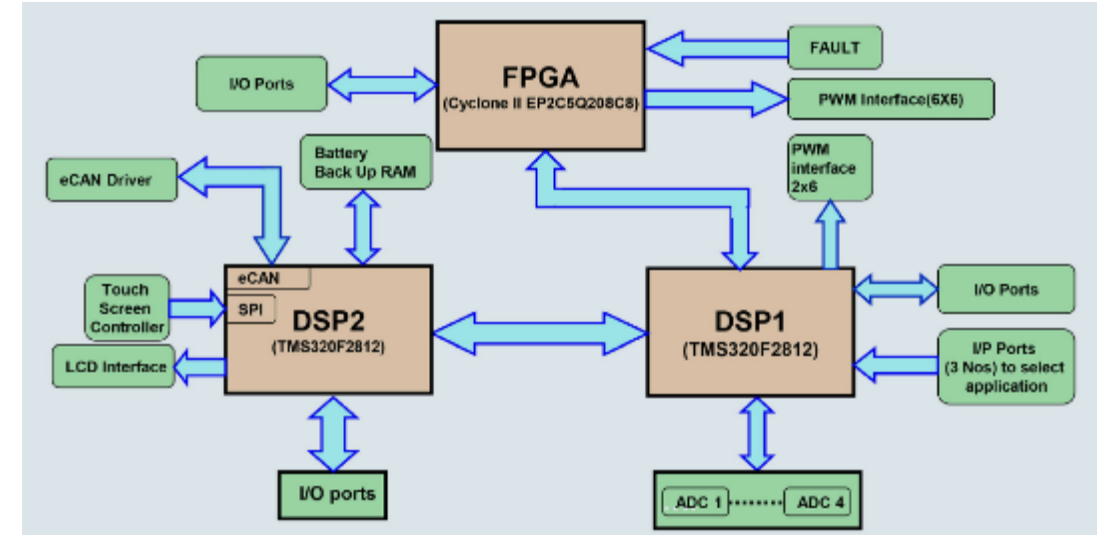 FPGA
(Cyclone II EP2C5Q208C8)
FAULT
I/O Ports
PWM Interface(6X6)
Battery
Back Up RAM
PWM
interface
2x6
eCAN Driver
eCAN
SPI
DSP2
(TMS320F2812)
DSP1
(TMS320F2812)
Touch
Screen
Controller
LCD Interface
I/O Ports
I/P Ports
(3 Nos) to select
application
I/O ports
ADC 1
ADC 4